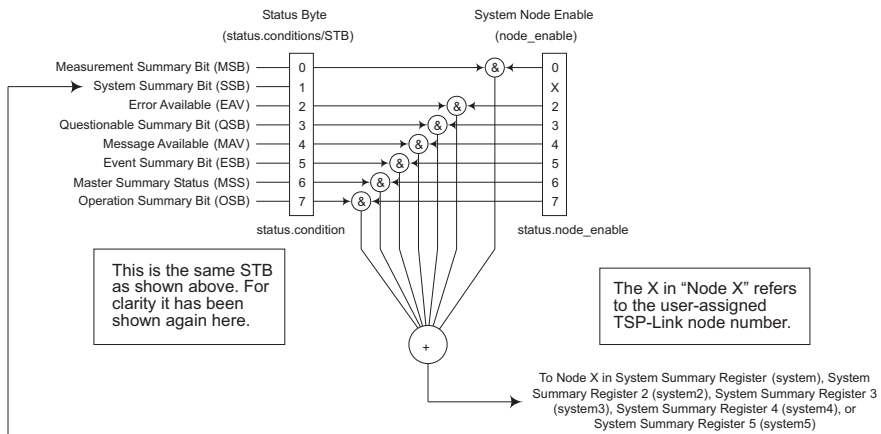 Status Byte
(status.conditions/STB)
System Node Enable
(node_enable)
Measurement Summary Bit (MSB)
System Summary Bit (SSB)
Error Available (EAV)
Questionable Summary Bit (QSB)
Message Available (MAV)
Event Summary Bit (ESB)
Master Summary Status (MSS)
Operation Summary Bit (OSB)
0
1
2
3
4
5
6
7
&
&
&
&
&
&
&
0
X
2
3
4
5
6
7
status.condition
status.node_enable
This is the same STB
as shown above. For
clarity it has been
shown again here.
The X in “Node X” refers
to the user-assigned
TSP-Link node number.
+
To Node X in System Summary Register (system), System
Summary Register 2 (system2), System Summary Register 3
(system3), System Summary Register 4 (system4), or
System Summary Register 5 (system5)